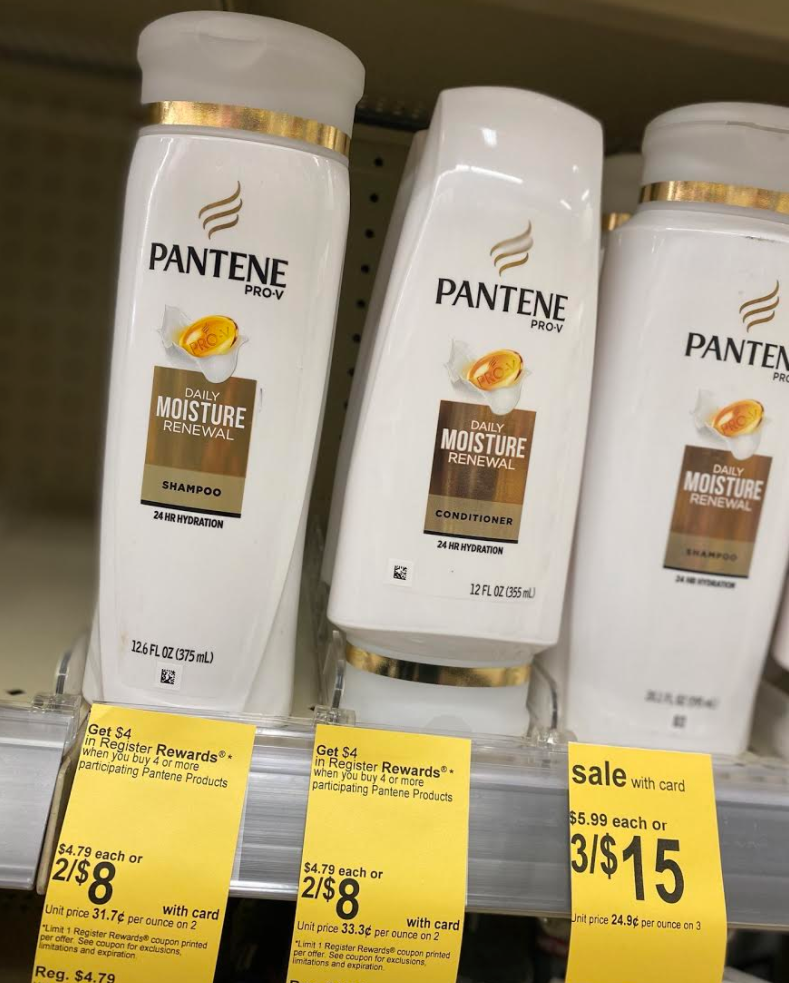 PANTENE
PRO-V
PRO-V
DAILY
MOISTURE
RENEWAL
SHAMPOO
24 HR HYDRATION
12.6 FL OZ (375 mL)
PANTENE
PRO-V
PRO-V
DAILY
MOISTURE
RENEWAL
CONDITIONER
24 HR HYDRATION
12 FL OZ (355 mL)
PANTEN
PRO
DAILY
MOISTURE
RENEWAL
SHAMPOO
24 HR HYDRATION
Get $4
in Register Rewards®*
when you buy 4 or more
participating Pantene Products
$4.79 each or
2/$8
with card
Unit price 31.7¢ per ounce on 2
*Limit 1 Register Rewards® coupon printed
per offer. See coupon for exclusions,
limitations and expiration.
Reg. $4.79
Get $4
in Register Rewards®*
when you buy 4 or more
participating Pantene Products
$4.79 each or
2/$8
with card
Unit price 33.3¢ per ounce on 2
*Limit 1 Register Rewards® coupon printed
per offer. See coupon for exclusions,
limitations and expiration.
sale with card
$5.99 each or
3/$15
Unit price 24.9¢ per ounce on 3